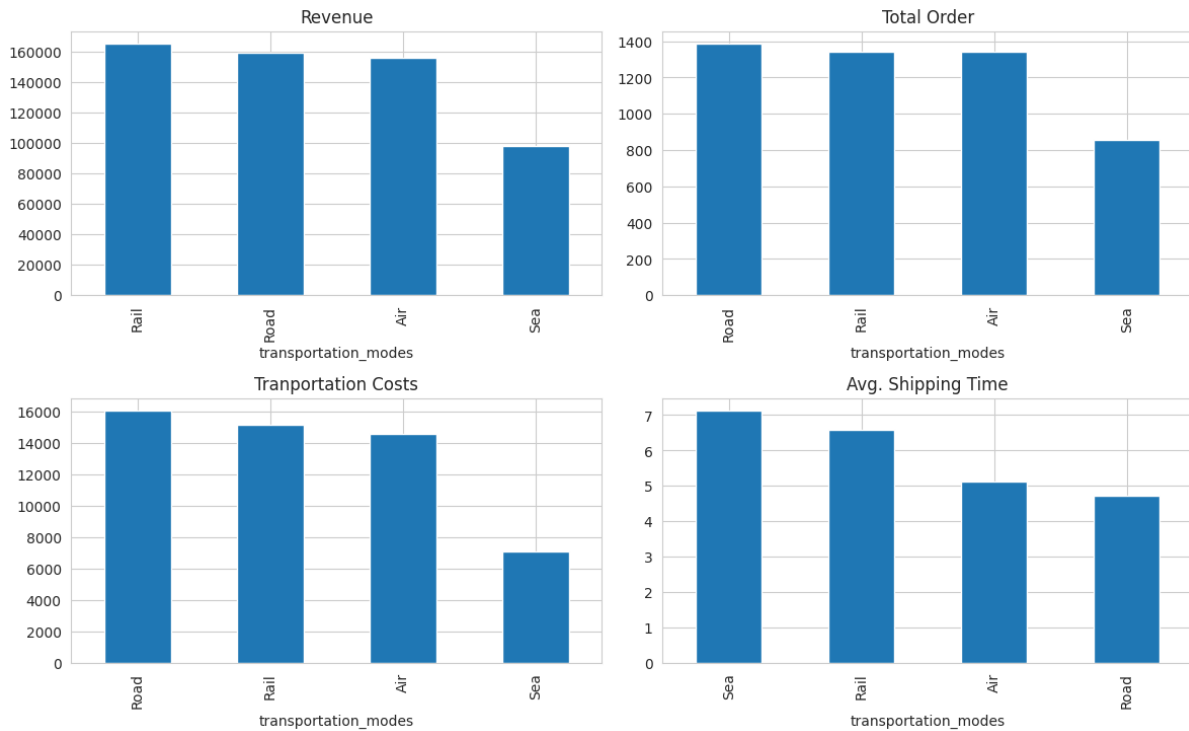 Revenue
160000
140000
120000
100000
80000
60000
40000
20000
0
Rail Road Air Sea
transportation_modes
Total Order
1400
1200
1000
800
600
400
200
0
Road Rail Air Sea
transportation_modes
Tranportation Costs
16000
14000
12000
10000
8000
6000
4000
2000
0
Road Rail Air Sea
transportation_modes
Avg. Shipping Time
7
6
5
4
3
2
1
0
Sea Rail Air Road
transportation_modes